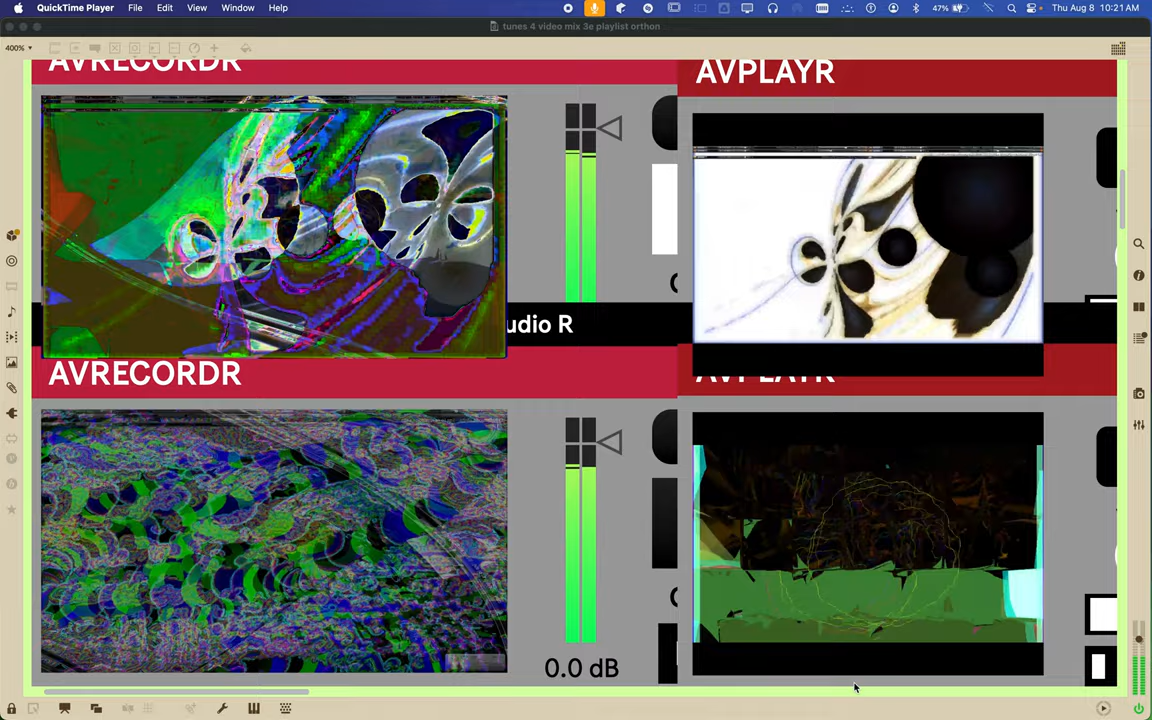 QuickTime Player File Edit View Window Help 47% Thu Aug 8 10:21 AM
tunes 4 video mix 3e playlist orthon
400%
AVRECORDR
AVPLAYR
udio R
AVRECORDR
AVPLAYR
0.0 dB